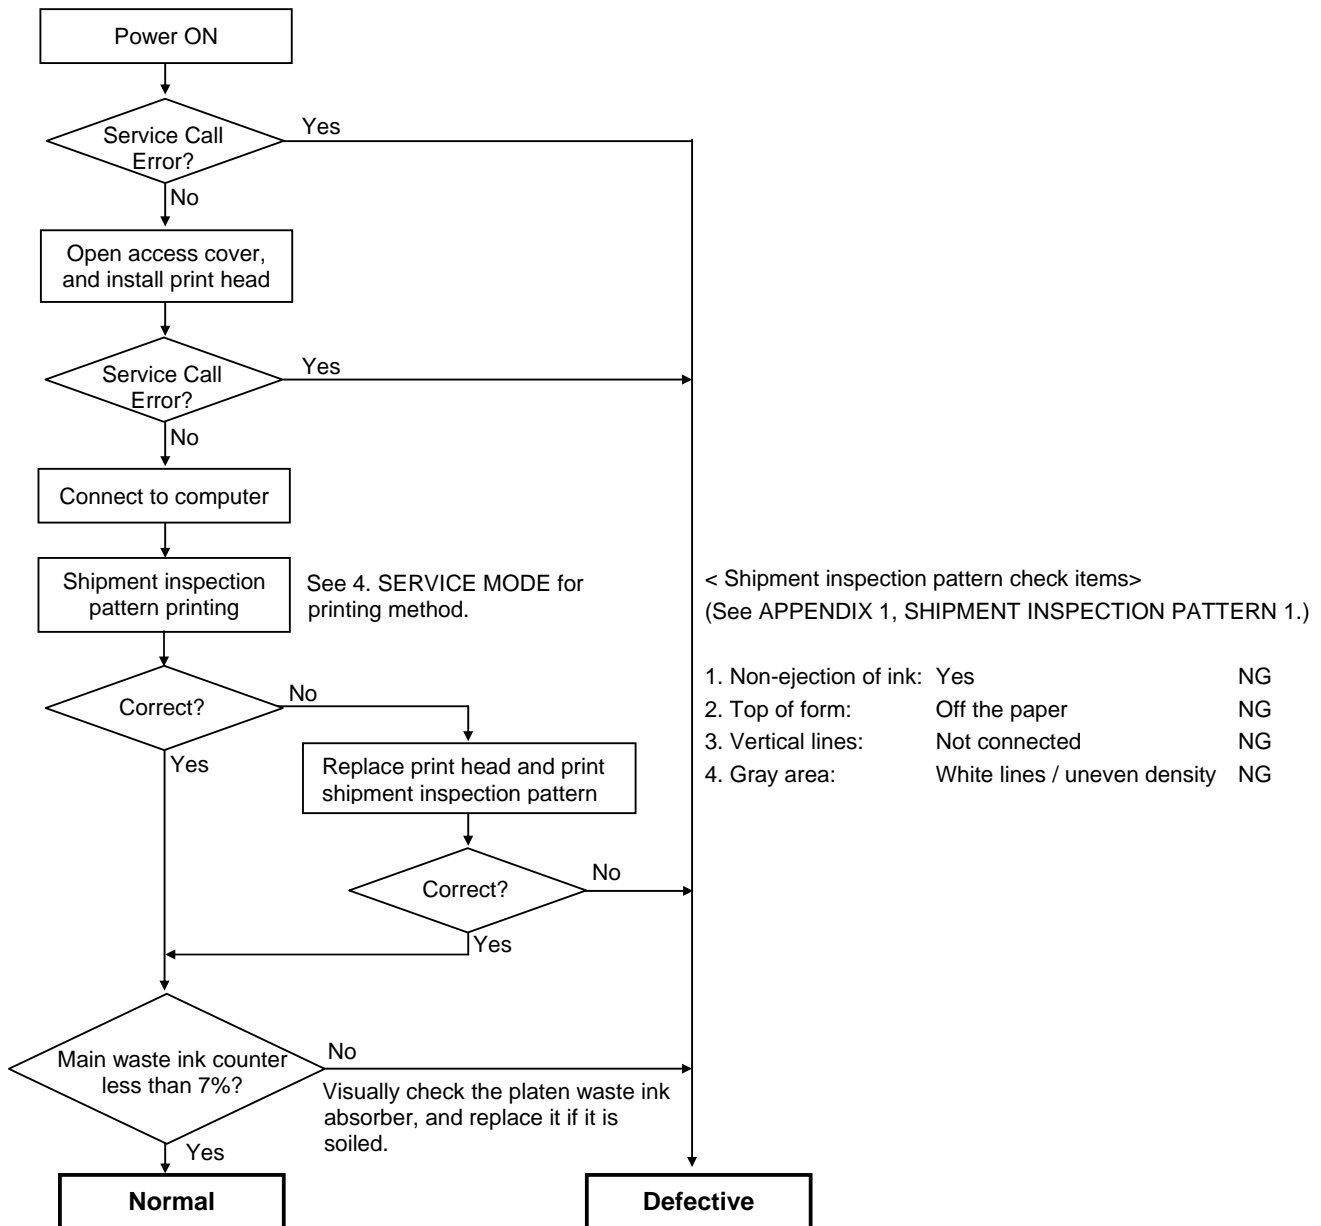 Power ON
Service Call
Error?
Yes
No
Open access cover,
and install print head
Service Call
Error?
Yes
No
Connect to computer
Shipment inspection
pattern printing
See 4. SERVICE MODE for
printing method.
< Shipment inspection pattern check items>
(See APPENDIX 1, SHIPMENT INSPECTION PATTERN 1.)
1. Non-ejection of ink: Yes NG
2. Top of form: Off the paper NG
3. Vertical lines: Not connected NG
4. Gray area: White lines / uneven density NG
Correct?
No
Yes
Replace print head and print
shipment inspection pattern
Correct?
No
Yes
Main waste ink counter
less than 7%?
No
Visually check the platen waste ink
absorber, and replace it if it is
soiled.
Yes
Normal
Defective